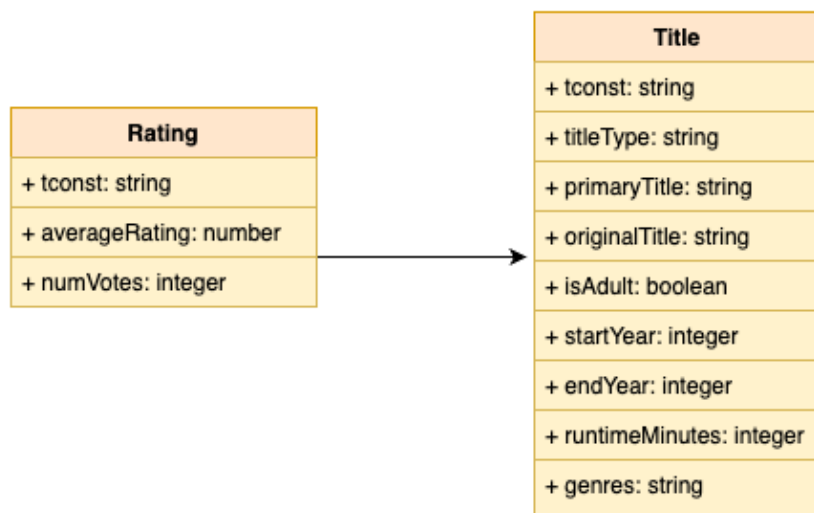 Rating
+ tconst: string
+ averageRating: number
+ numVotes: integer
Title
+ tconst: string
+ titleType: string
+ primaryTitle: string
+ originalTitle: string
+ isAdult: boolean
+ startYear: integer
+ endYear: integer
+ runtimeMinutes: integer
+ genres: string